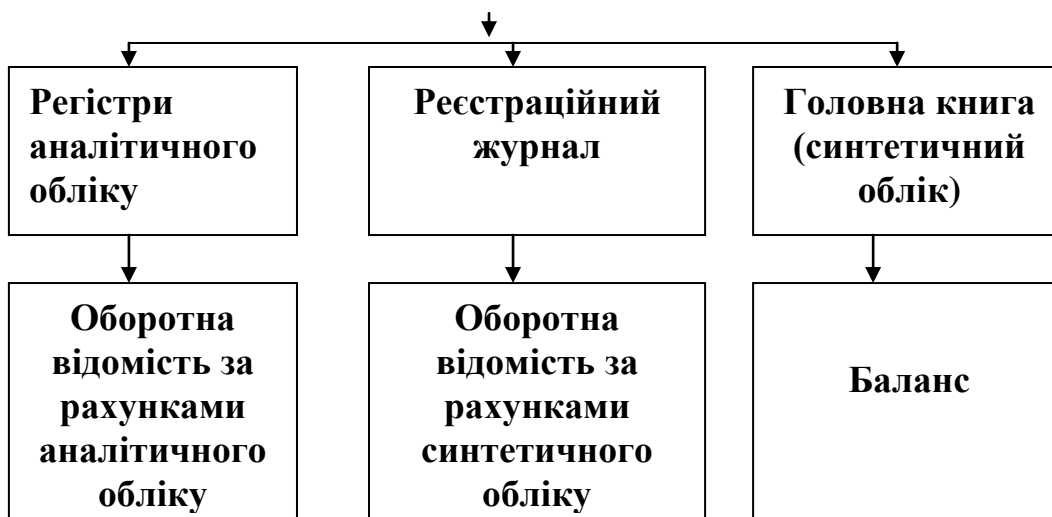 Регістри
аналітичного
обліку
Реєстраційний
журнал
Головна книга
(синтетичний
облік)
Оборотна
відомість за
рахунками
аналітичного
обліку
Оборотна
відомість за
рахунками
синтетичного
обліку
Баланс